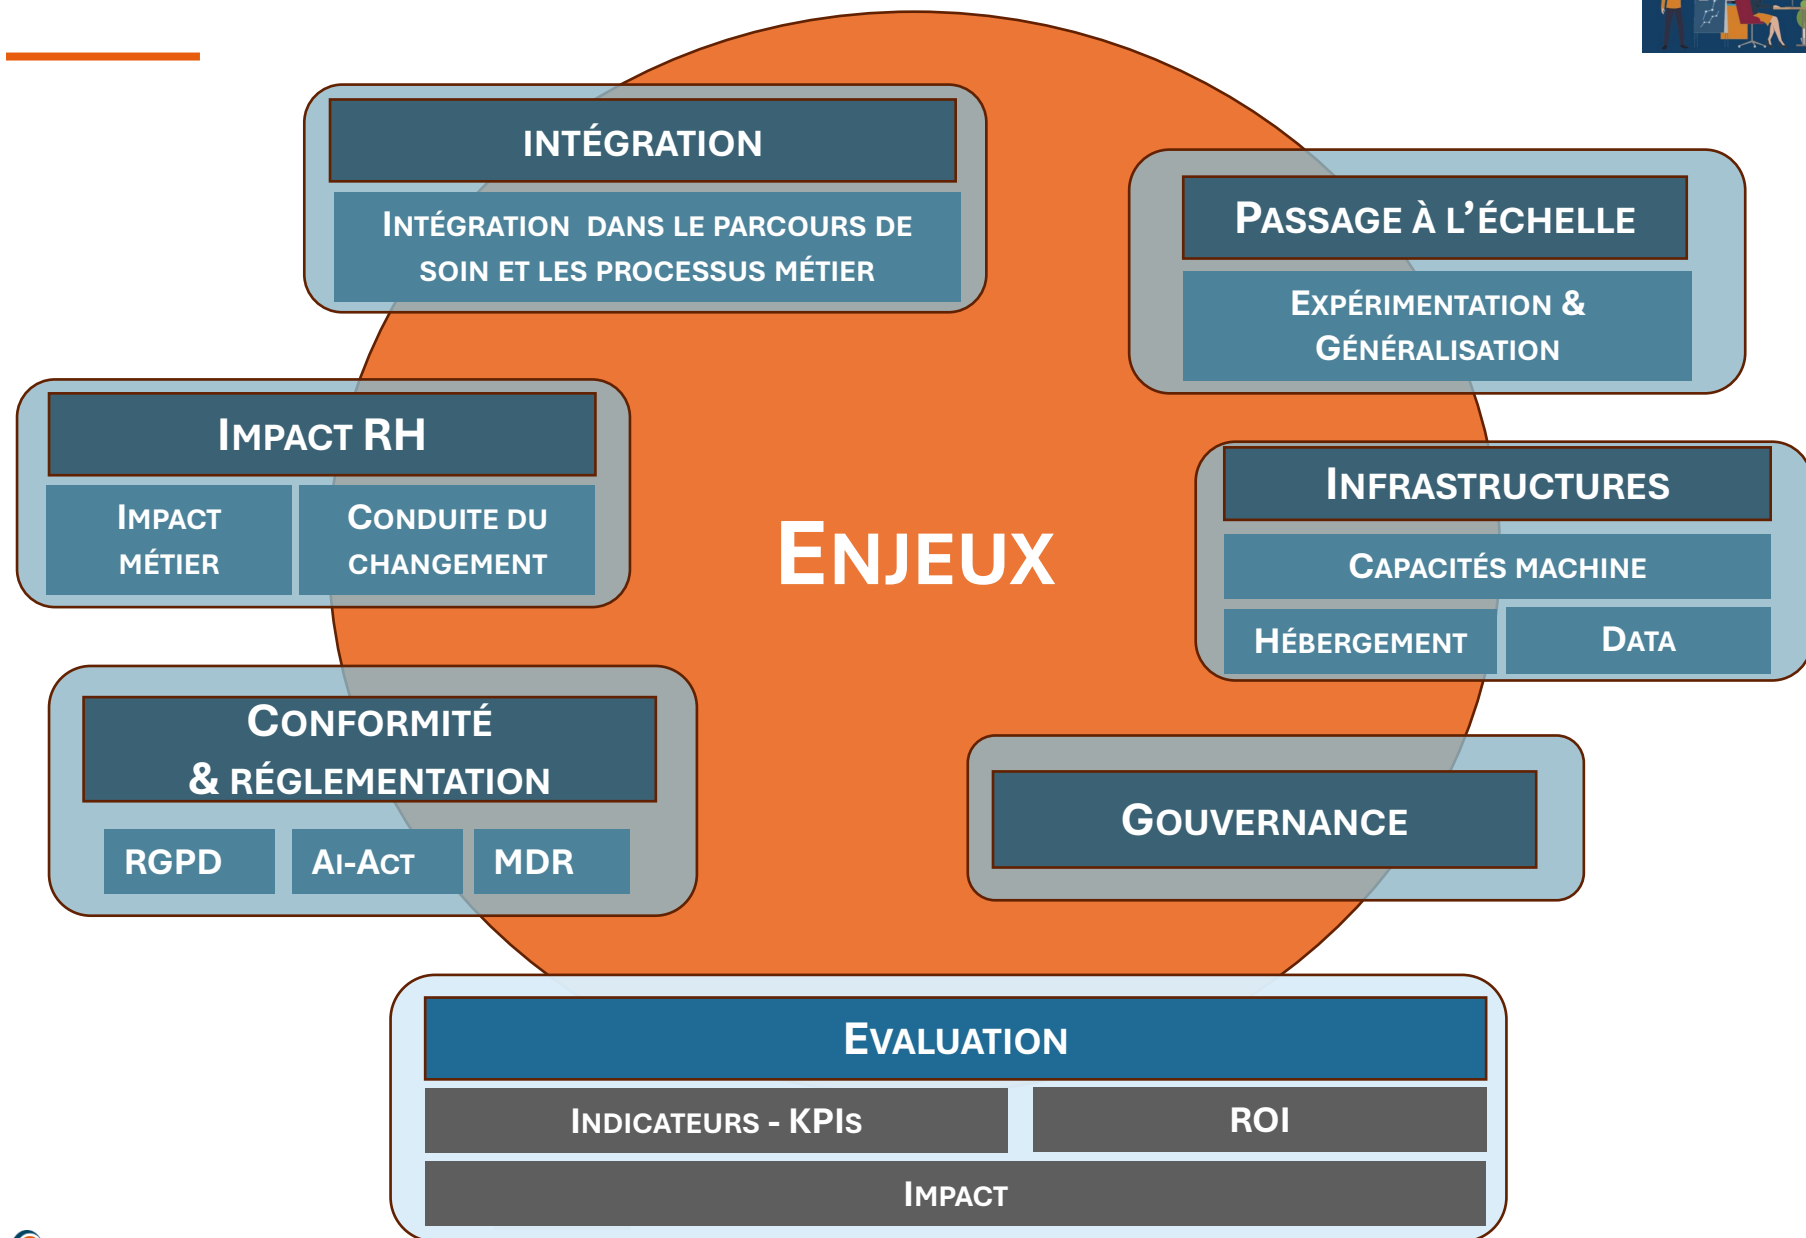 INTÉGRATION
INTÉGRATION DANS LE PARCOURS DE
SOIN ET LES PROCESSUS MÉTIER
PASSAGE À L'ÉCHELLE
EXPÉRIMENTATION &
GÉNÉRALISATION
IMPACT RH
IMPACT
MÉTIER
CONDUITE DU
CHANGEMENT
ENJEUX
INFRASTRUCTURES
CAPACITÉS MACHINE
HÉBERGEMENT
DATA
CONFORMITÉ
& RÉGLEMENTATION
RGPD
AI-ACT
MDR
GOUVERNANCE
EVALUATION
INDICATEURS - KPIS
ROI
IMPACT